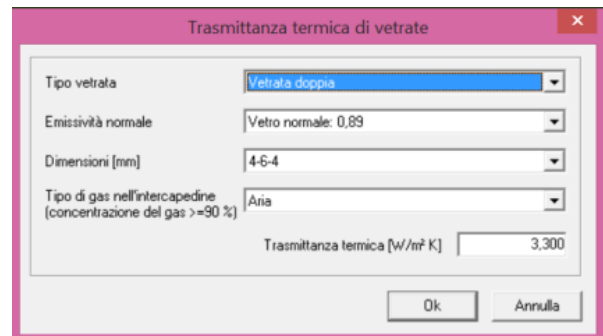 Trasmittanza termica di vetrate
Tipo vetrata
Vetrata doppia
Emissività normale
Vetro normale: 0,89
Dimensioni [mm]
4-6-4
Tipo di gas nell'intercapedine
(concentrazione del gas >=90 %)
Aria
Trasmittanza termica [W/m² K]
3,300
Ok
Annulla